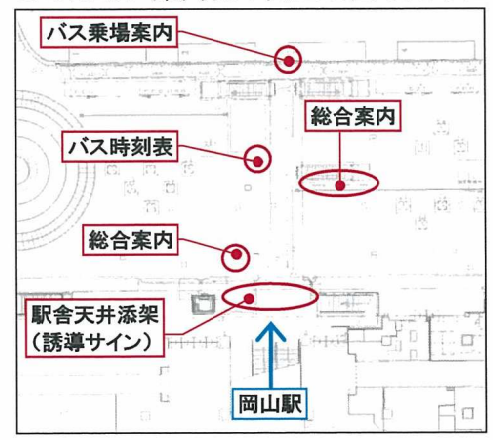 バス乗場案内
総合案内
バス時刻表
総合案内
駅舎天井添架
（誘導サイン）
岡山駅